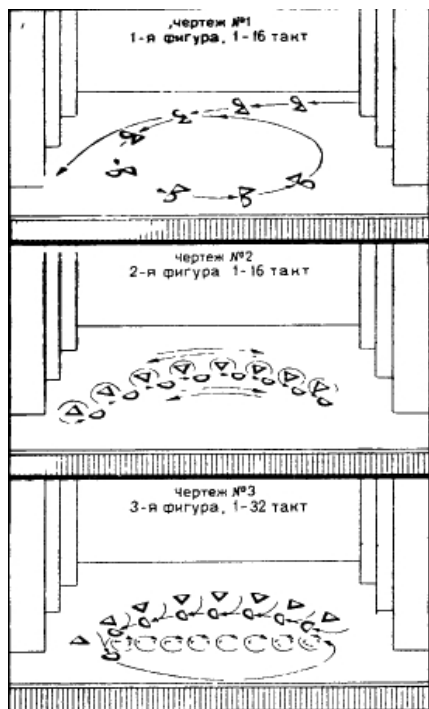 чертеж №1
1-я фигура, 1-16 такт
чертеж №2
2-я фигура 1-16 такт
чертеж №3
3-я фигура, 1-32 такт